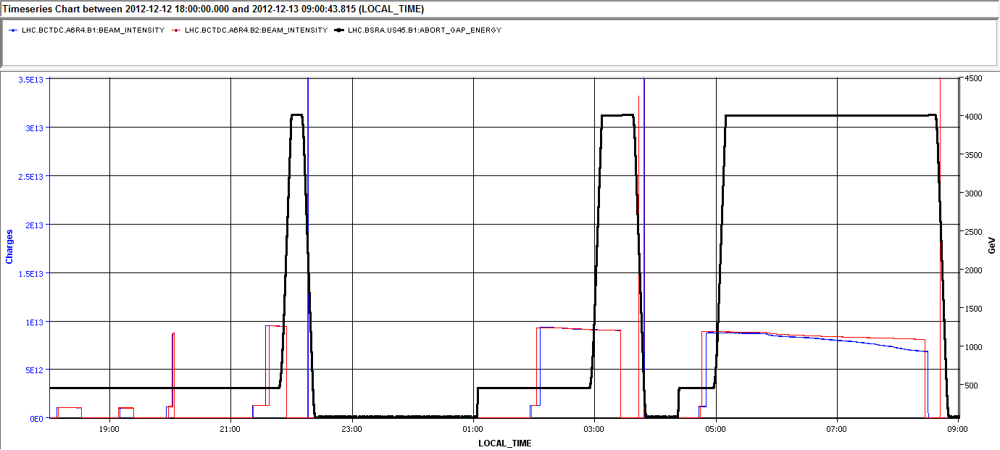 Timeseries Chart between 2012-12-12 18:00:00.000 and 2012-12-13 09:00:43.815 (LOCAL_TIME)
LHC.BCTDC.A6R4.B1:BEAM_INTENSITY LHC.BCTDC.A6R4.B2:BEAM_INTENSITY LHC.BSRA.US45.B1:ABORT_GAP_ENERGY
3.5E13
3E13
2.5E13
2E13
1.5E13
1E13
5E12
0E0
Charges
4500
4000
3500
3000
2500
2000
1500
1000
500
GeV
19:00 21:00 23:00 01:00 03:00 05:00 07:00 09:00
LOCAL_TIME